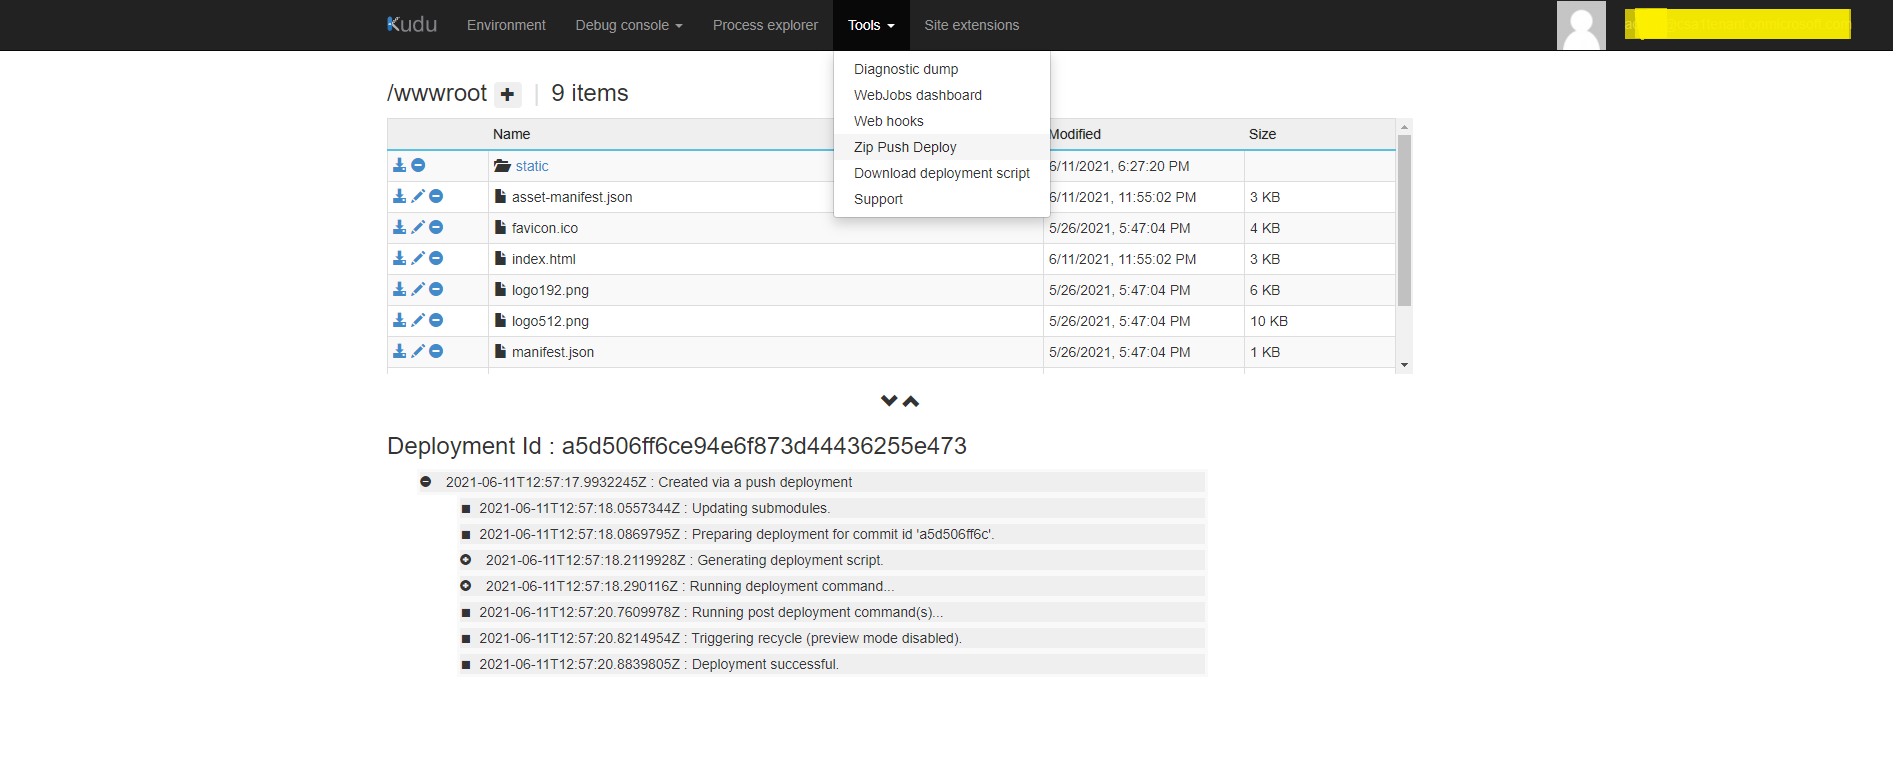 Kudu Environment Debug console Process explorer Tools Site extensions
Diagnostic dump
WebJobs dashboard
Web hooks
Zip Push Deploy
Download deployment script
Support
/wwwroot 9 items
Name Modified Size
static 6/11/2021, 6:27:20 PM
asset-manifest.json 6/11/2021, 11:55:02 PM 3 KB
favicon.ico 5/26/2021, 5:47:04 PM 4 KB
index.html 6/11/2021, 11:55:02 PM 3 KB
logo192.png 5/26/2021, 5:47:04 PM 6 KB
logo512.png 5/26/2021, 5:47:04 PM 10 KB
manifest.json 5/26/2021, 5:47:04 PM 1 KB
Deployment Id : a5d506ff6ce94e6f873d44436255e473
2021-06-11T12:57:17.9932245Z : Created via a push deployment
2021-06-11T12:57:18.0557344Z : Updating submodules.
2021-06-11T12:57:18.0869795Z : Preparing deployment for commit id 'a5d506ff6c'.
2021-06-11T12:57:18.2119928Z : Generating deployment script.
2021-06-11T12:57:18.290116Z : Running deployment command...
2021-06-11T12:57:20.7609978Z : Running post deployment command(s)...
2021-06-11T12:57:20.8214954Z : Triggering recycle (preview mode disabled).
2021-06-11T12:57:20.8839805Z : Deployment successful.